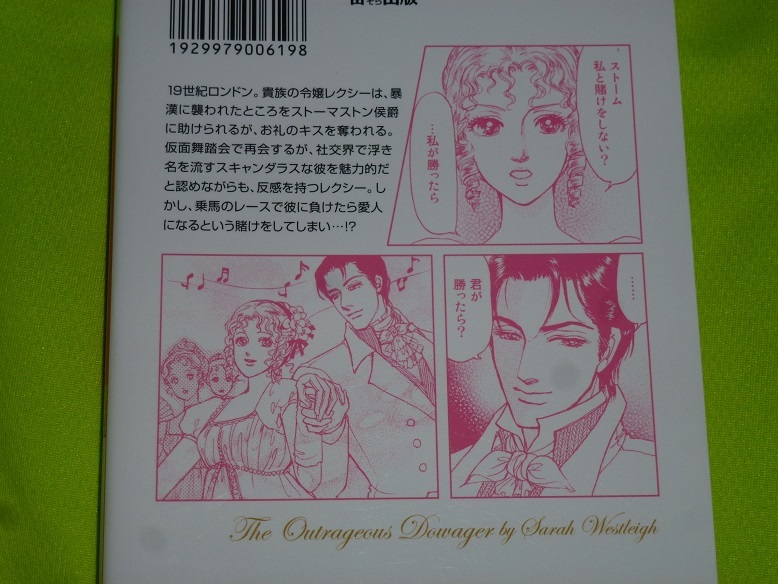 宙そら出版
1929979006198
19世紀ロンドン。貴族の令嬢レクシーは、暴
漢に襲われたところをストーマストン侯爵
に助けられるが、お礼のキスを奪われる。
仮面舞踏会で再会するが、社交界で浮き
名を流すスキャンダラスな彼を魅力的だ
と認めながらも、反感を持つレクシー。し
かし、乗馬のレースで彼に負けたら愛人
になるという賭けをしてしまい…!?
ストーム
私と賭けをしない?
…私が勝ったら
……
君が
勝ったら?
The Outrageous Dowager by Sarah Westleigh